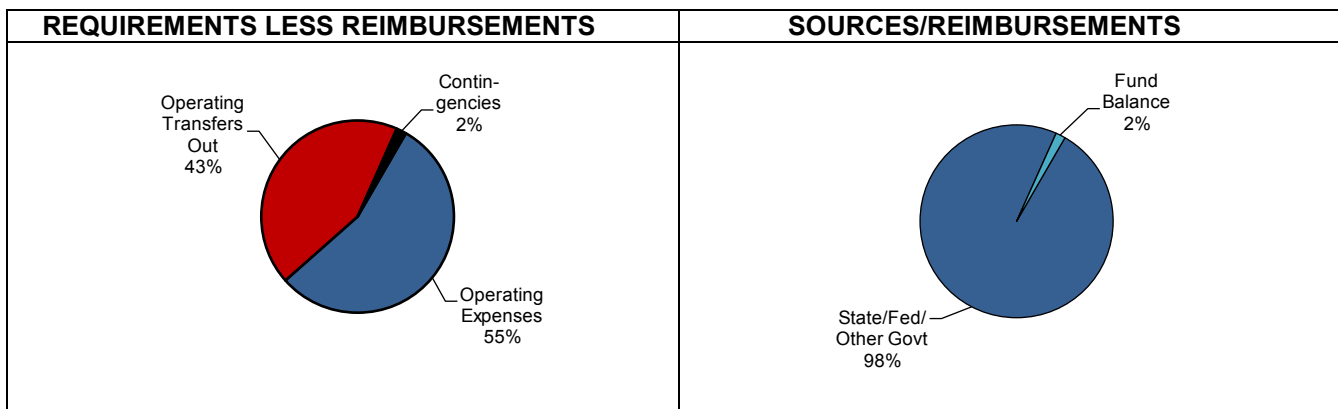 REQUIREMENTS LESS REIMBURSEMENTS
Contin-
gencies
2%
Operating
Transfers
Out
43%
Operating
Expenses
55%
SOURCES/REIMBURSEMENTS
Fund
Balance
2%
State/Fed/
Other Govt
98%